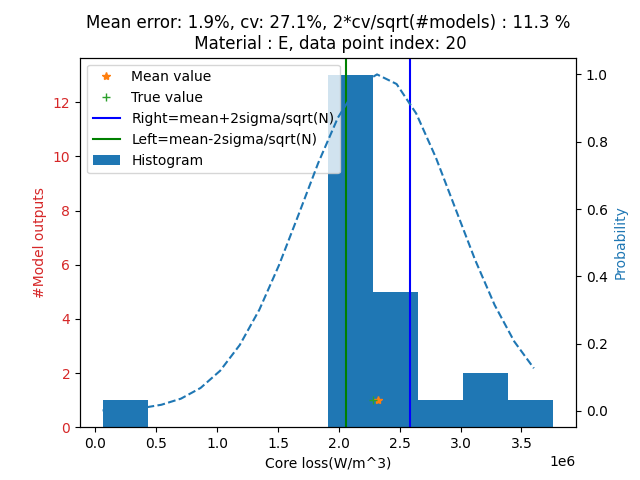 Mean error: 1.9%, cv: 27.1%, 2*cv/sqrt(#models) : 11.3 %
Material : E, data point index: 20
Mean value
True value
Right=mean+2sigma/sqrt(N)
Left=mean-2sigma/sqrt(N)
Histogram
#Model outputs
12
10
8
6
4
2
0
1.0
0.8
0.6
0.4
0.2
0.0
Probability
0.0 0.5 1.0 1.5 2.0 2.5 3.0 3.5
1e6
Core loss(W/m^3)